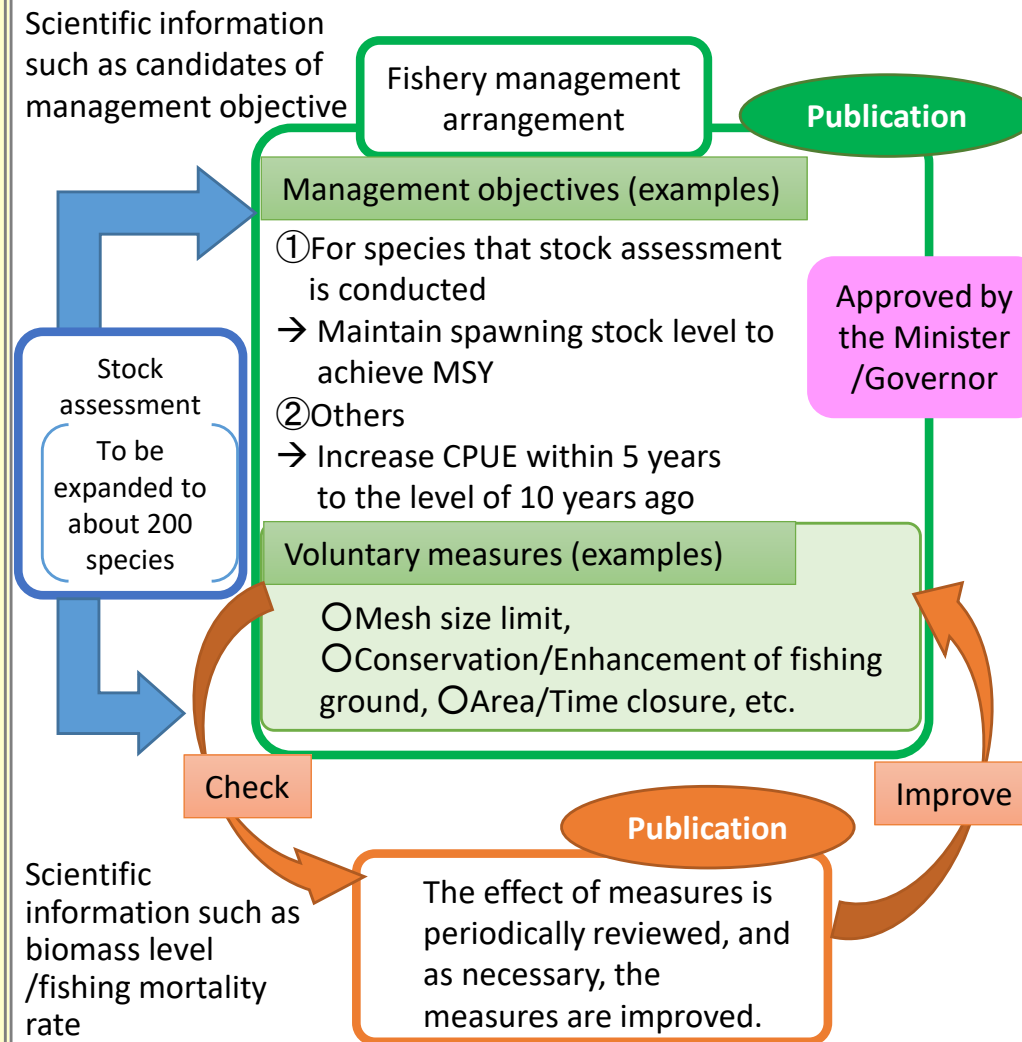 Scientific information
such as candidates of
management objective
Fishery management
arrangement
Publication
Management objectives (examples)
①For species that stock assessment
is conducted
→ Maintain spawning stock level to
achieve MSY
②Others
→ Increase CPUE within 5 years
to the level of 10 years ago
Approved by
the Minister
/Governor
Stock
assessment
To be
expanded to
about 200
species
Voluntary measures (examples)
〇Mesh size limit,
〇Conservation/Enhancement of fishing
ground, 〇Area/Time closure, etc.
Check
Improve
Publication
The effect of measures is
periodically reviewed, and
as necessary, the
measures are improved.
Scientific
information such as
biomass level
/fishing mortality
rate